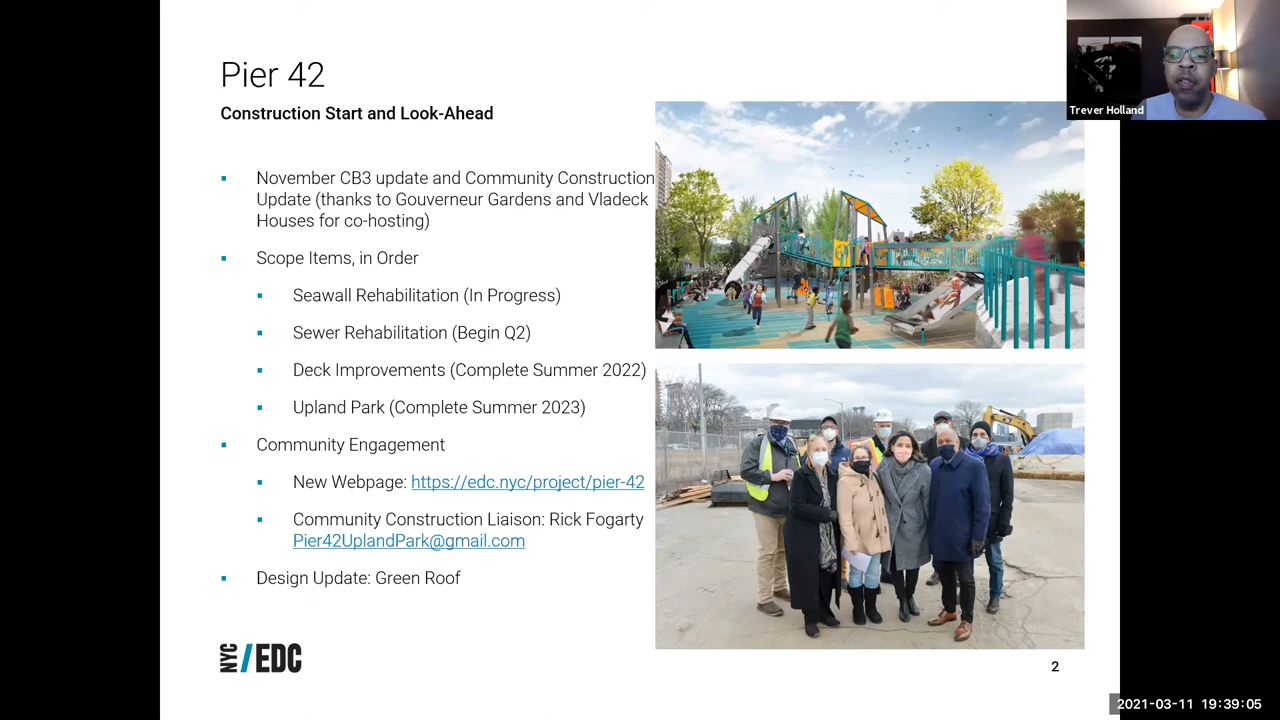 Pier 42
Construction Start and Look-Ahead
November CB3 update and Community Construction
Update (thanks to Gouverneur Gardens and Vladeck
Houses for co-hosting)
Scope Items, in Order
Seawall Rehabilitation (In Progress)
Sewer Rehabilitation (Begin Q2)
Deck Improvements (Complete Summer 2022)
Upland Park (Complete Summer 2023)
Community Engagement
New Webpage: https://edc.nyc/project/pier-42
Community Construction Liaison: Rick Fogarty
Pier42UplandPark@gmail.com
Design Update: Green Roof
NYC/EDC
2
Trever Holland
2021-03-11 19:39:05